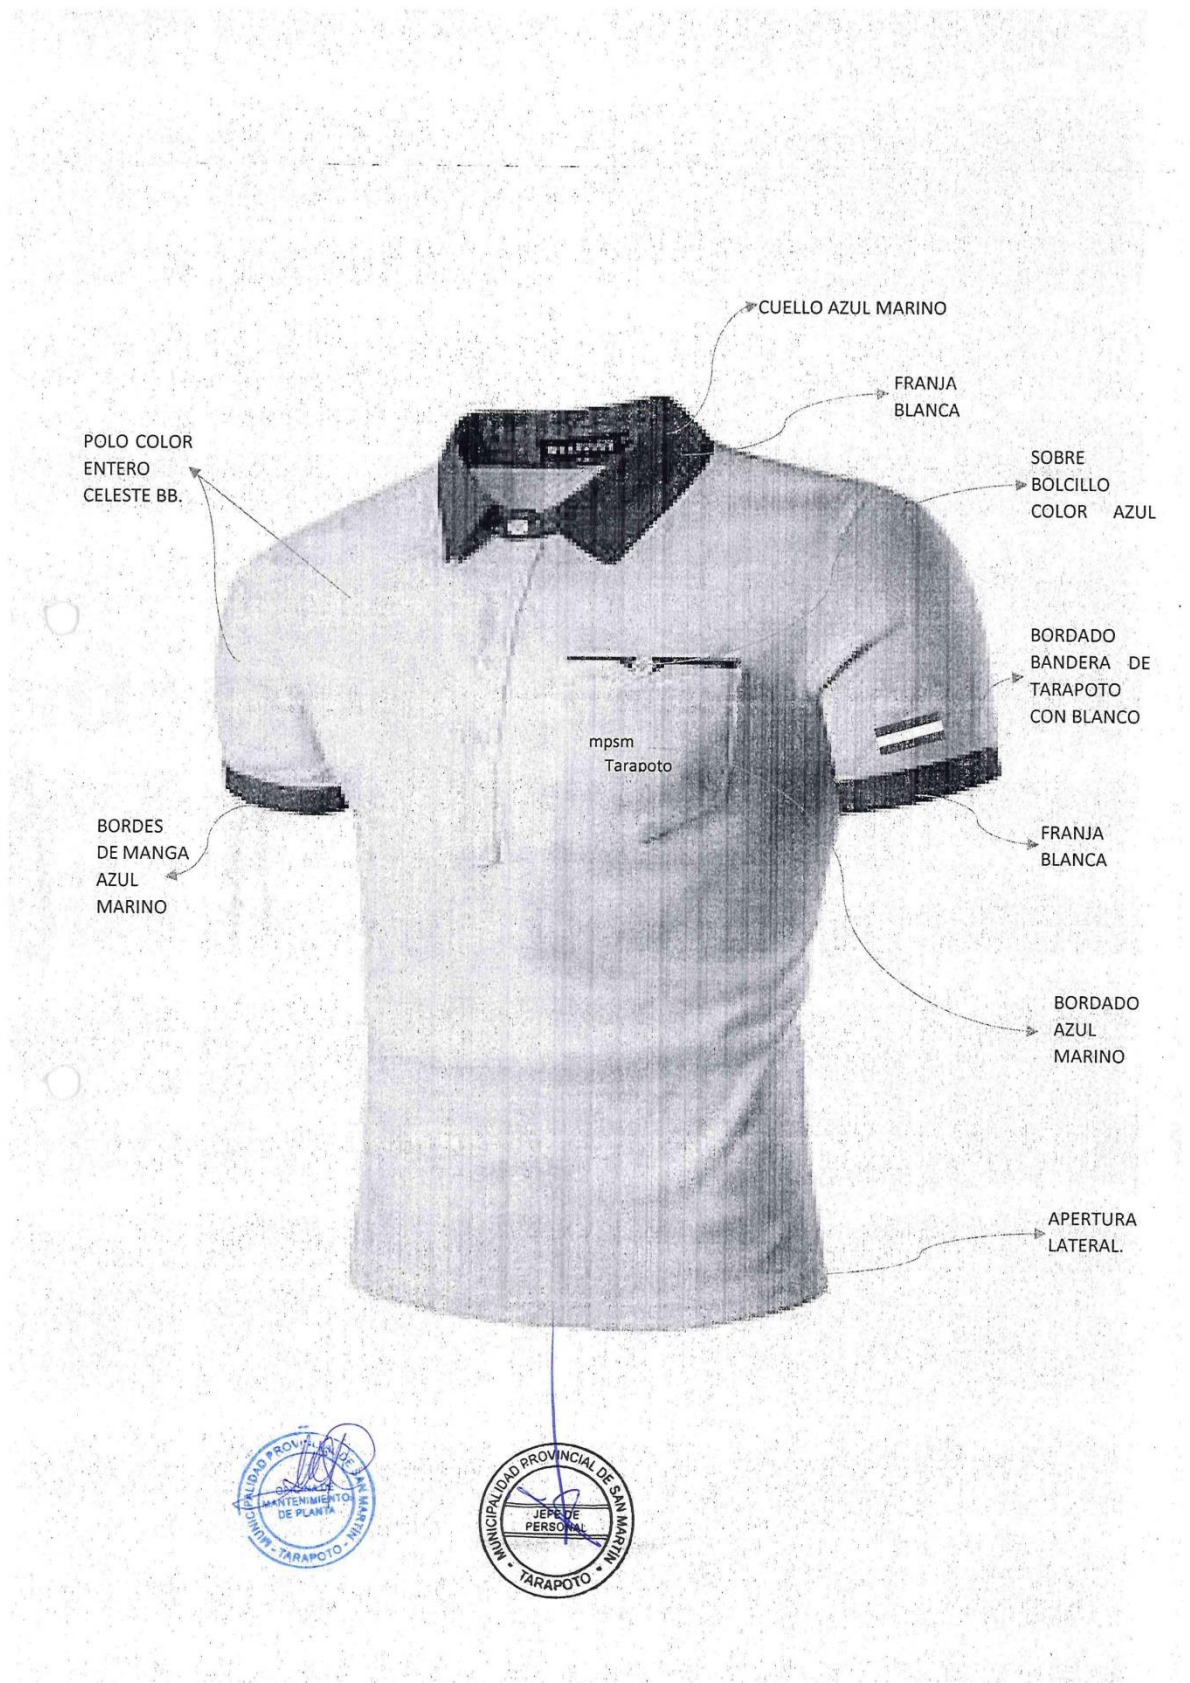 CUELLO AZUL MARINO
FRANJA
BLANCA
POLO COLOR
ENTERO
CELESTE BB.
SOBRE
BOLCILLO
COLOR AZUL
BORDADO
BANDERA DE
TARAPOTO
CON BLANCO
mpsm
Tarapoto
BORDES
DE MANGA
AZUL
MARINO
FRANJA
BLANCA
BORDADO
AZUL
MARINO
APERTURA
LATERAL.
MUNICIPALIDAD PROVINCIAL DE SAN MARTIN
OFICINA DE
MANTENIMIENTO
DE PLANTA
- TARAPOTO -
MUNICIPALIDAD PROVINCIAL DE SAN MARTIN
JEFE DE
PERSONAL
• TARAPOTO •